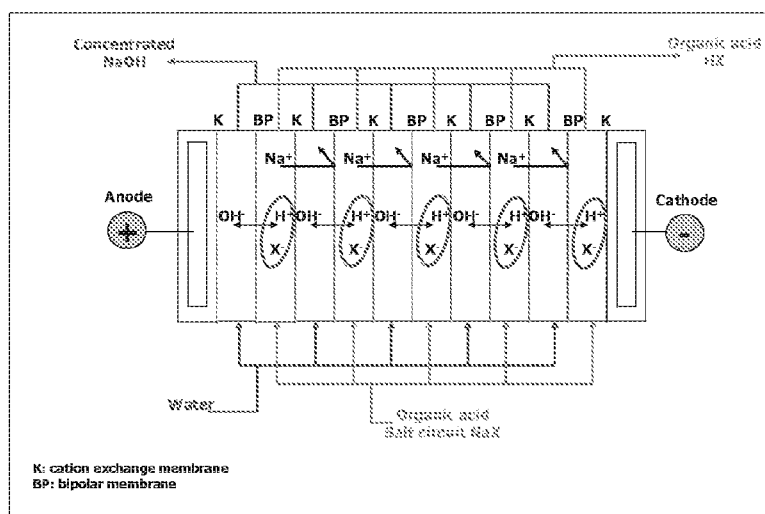 Concentrated
NaOH
Organic acid
HX
K BP K BP K BP K BP K BP K
Na⁺ Na⁺ Na⁺ Na⁺
Anode
Cathode
OH⁻ H⁺ OH⁻ H⁺ OH⁻ H⁺ OH⁻ H⁺ OH⁻ H⁺
+
-
X⁻ X⁻ X⁻ X⁻ X⁻
Water
Organic acid
Salt circuit NaX
K: cation exchange membrane
BP: bipolar membrane